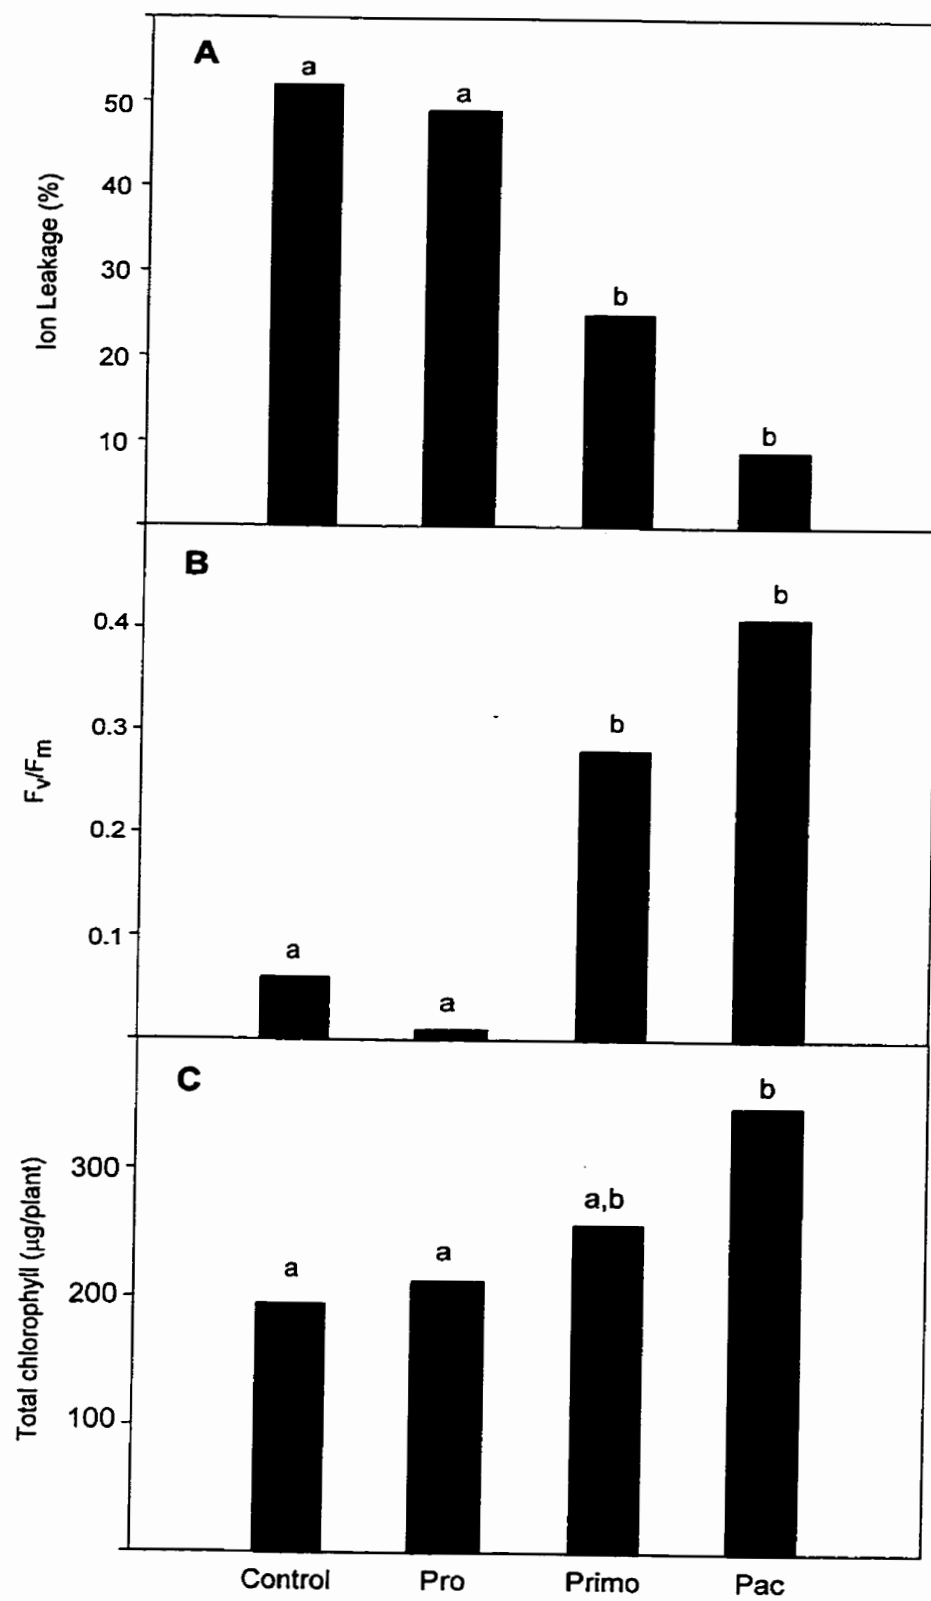 A
a
a
b
b
50
40
30
20
10
Ion Leakage (%)
B
b
b
a
a
0.4
0.3
0.2
0.1
Fv/Fm
C
b
a,b
a
a
300
200
100
Total chlorophyll (µg/plant)
Control Pro Primo Pac